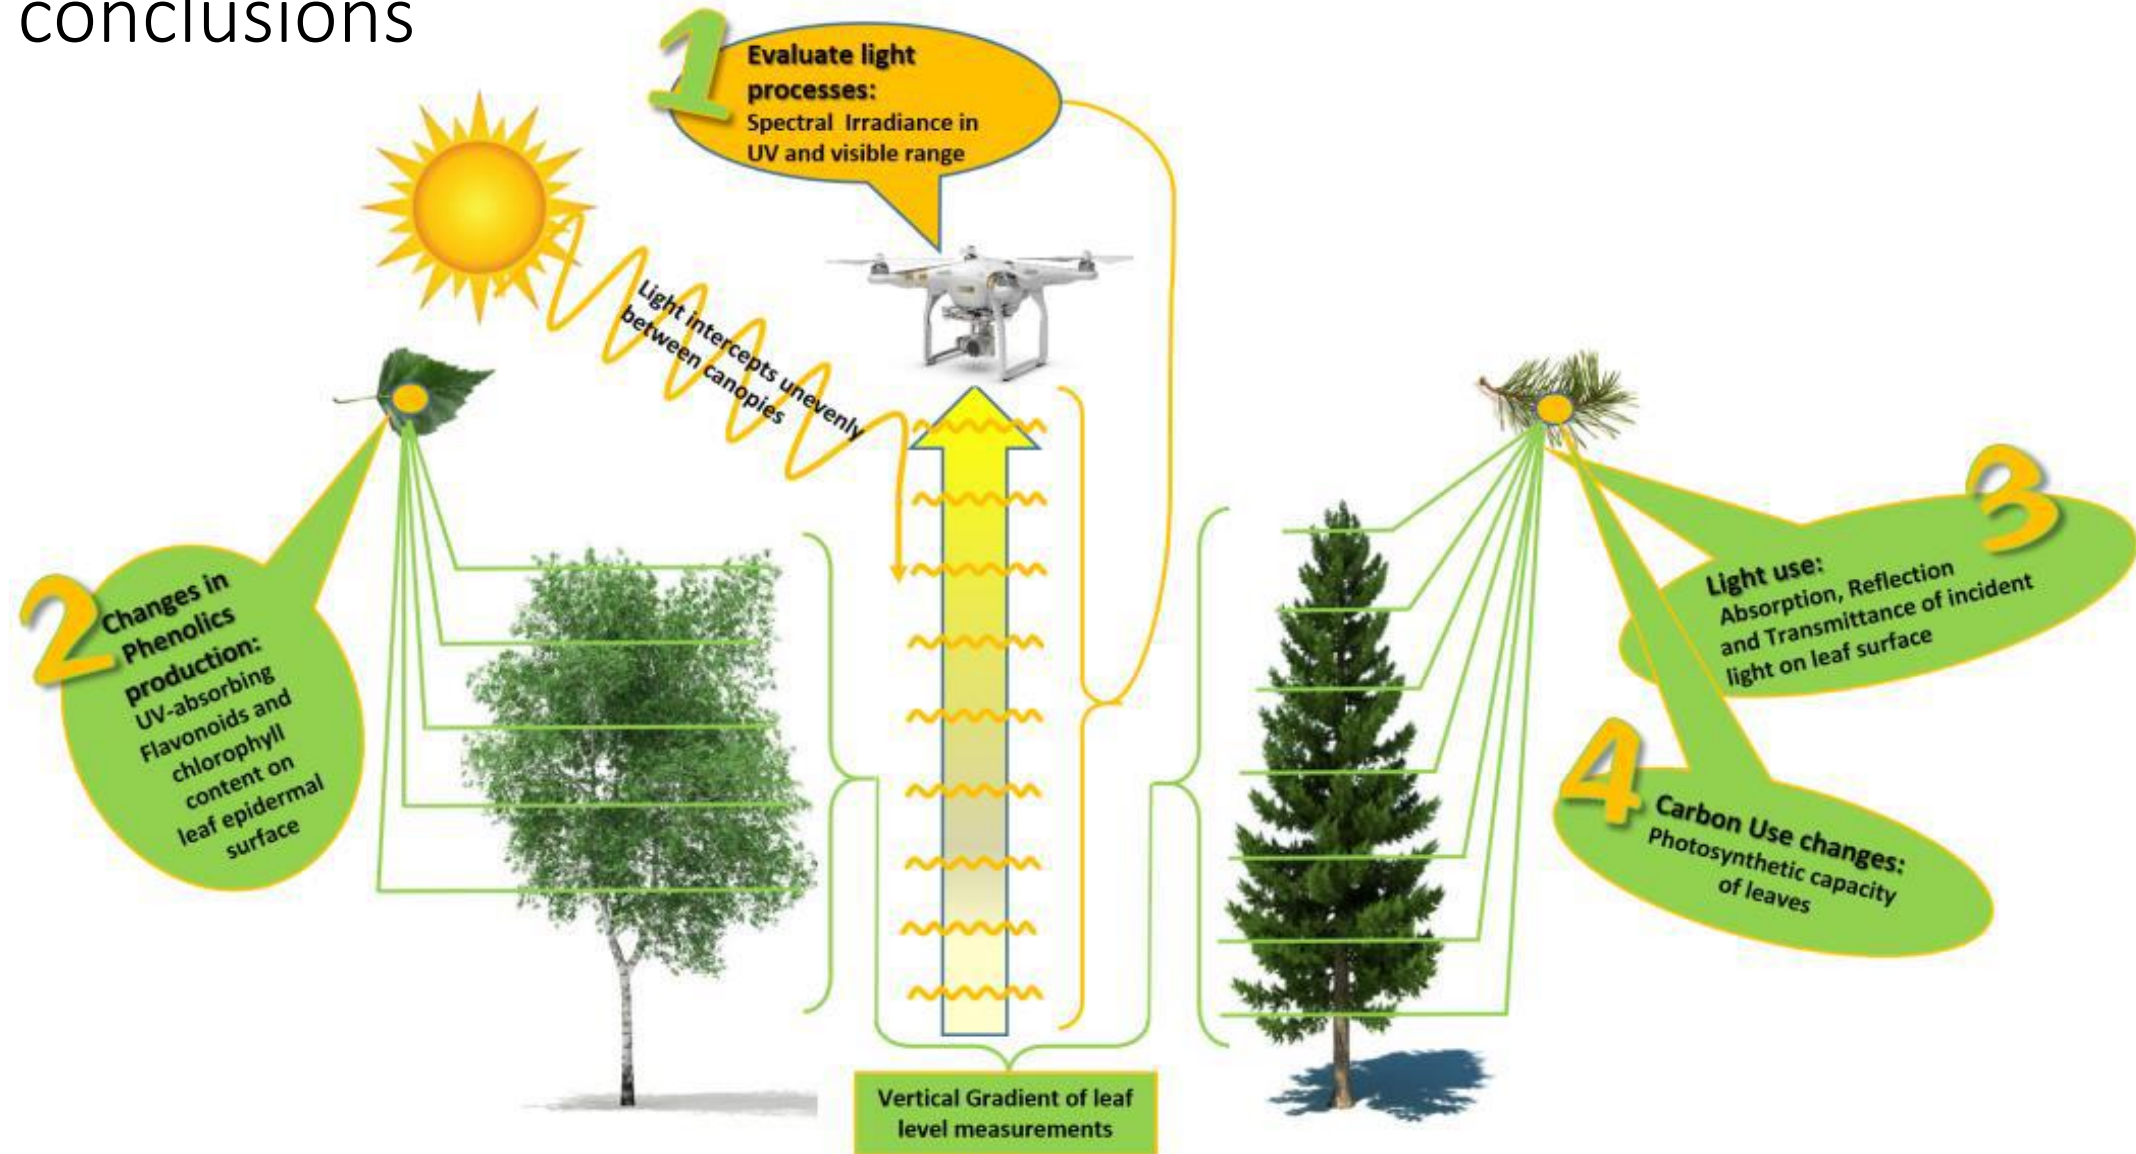 conclusions
1
Evaluate light
processes:
Spectral Irradiance in
UV and visible range
Light intercepts unevenly
between canopies
2
Changes in
Phenolics
production:
UV-absorbing
Flavonoids and
chlorophyll
content on
leaf epidermal
surface
3
Light use:
Absorption, Reflection
and Transmittance of incident
light on leaf surface
4
Carbon Use changes:
Photosynthetic capacity
of leaves
Vertical Gradient of leaf
level measurements